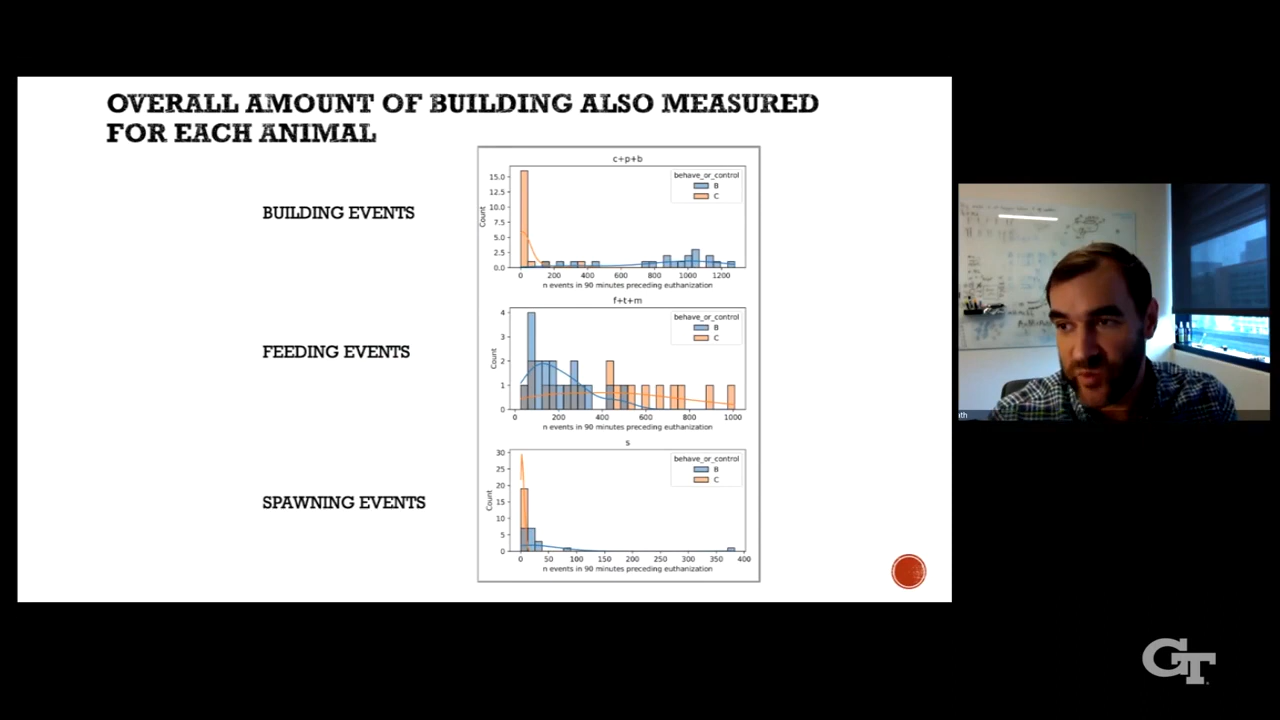 OVERALL AMOUNT OF BUILDING ALSO MEASURED
FOR EACH ANIMAL
BUILDING EVENTS
c+p+b
behave_or_control
B
C
Count
15.0
12.5
10.0
7.5
5.0
2.5
0.0
0 200 400 600 800 1000 1200
n events in 90 minutes preceding euthanization
FEEDING EVENTS
f+t+m
behave_or_control
B
C
Count
4
3
2
1
0
0 200 400 600 800 1000
n events in 90 minutes preceding euthanization
SPAWNING EVENTS
s
behave_or_control
B
C
Count
30
25
20
15
10
5
0
0 50 100 150 200 250 300 350 400
n events in 90 minutes preceding euthanization
ath
GT